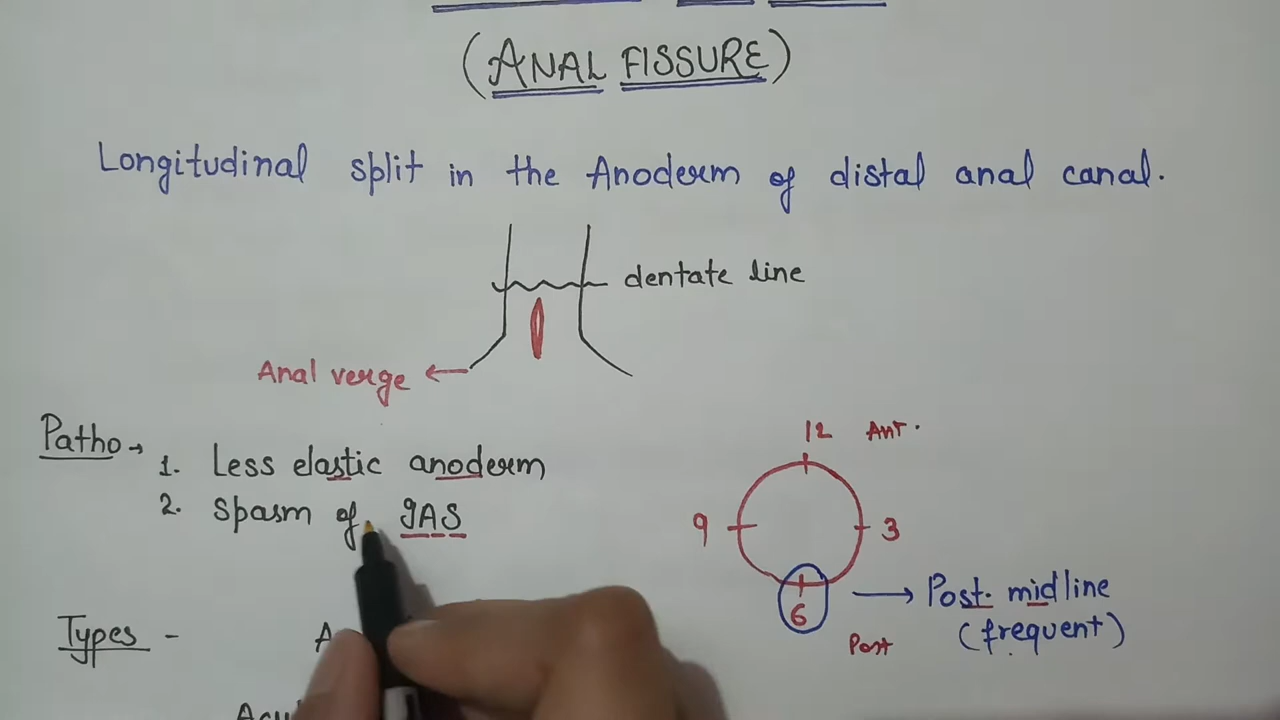 (ANAL FISSURE)
Longitudinal split in the Anoderm of distal anal canal.
dentate line
Anal verge
Patho
1. Less elastic anoderm
2. Spasm of IAS
12 Ant.
9
3
6
Post. midline
(frequent)
Post
Types -